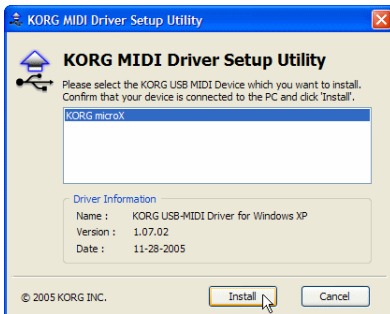 KORG MIDI Driver Setup Utility
KORG MIDI Driver Setup Utility
Please select the KORG USB MIDI Device which you want to install.
Confirm that your device is connected to the PC and click 'Install'.
KORG microX
Driver Information
Name : KORG USB-MIDI Driver for Windows XP
Version : 1.07.02
Date : 11-28-2005
© 2005 KORG INC.
Install
Cancel